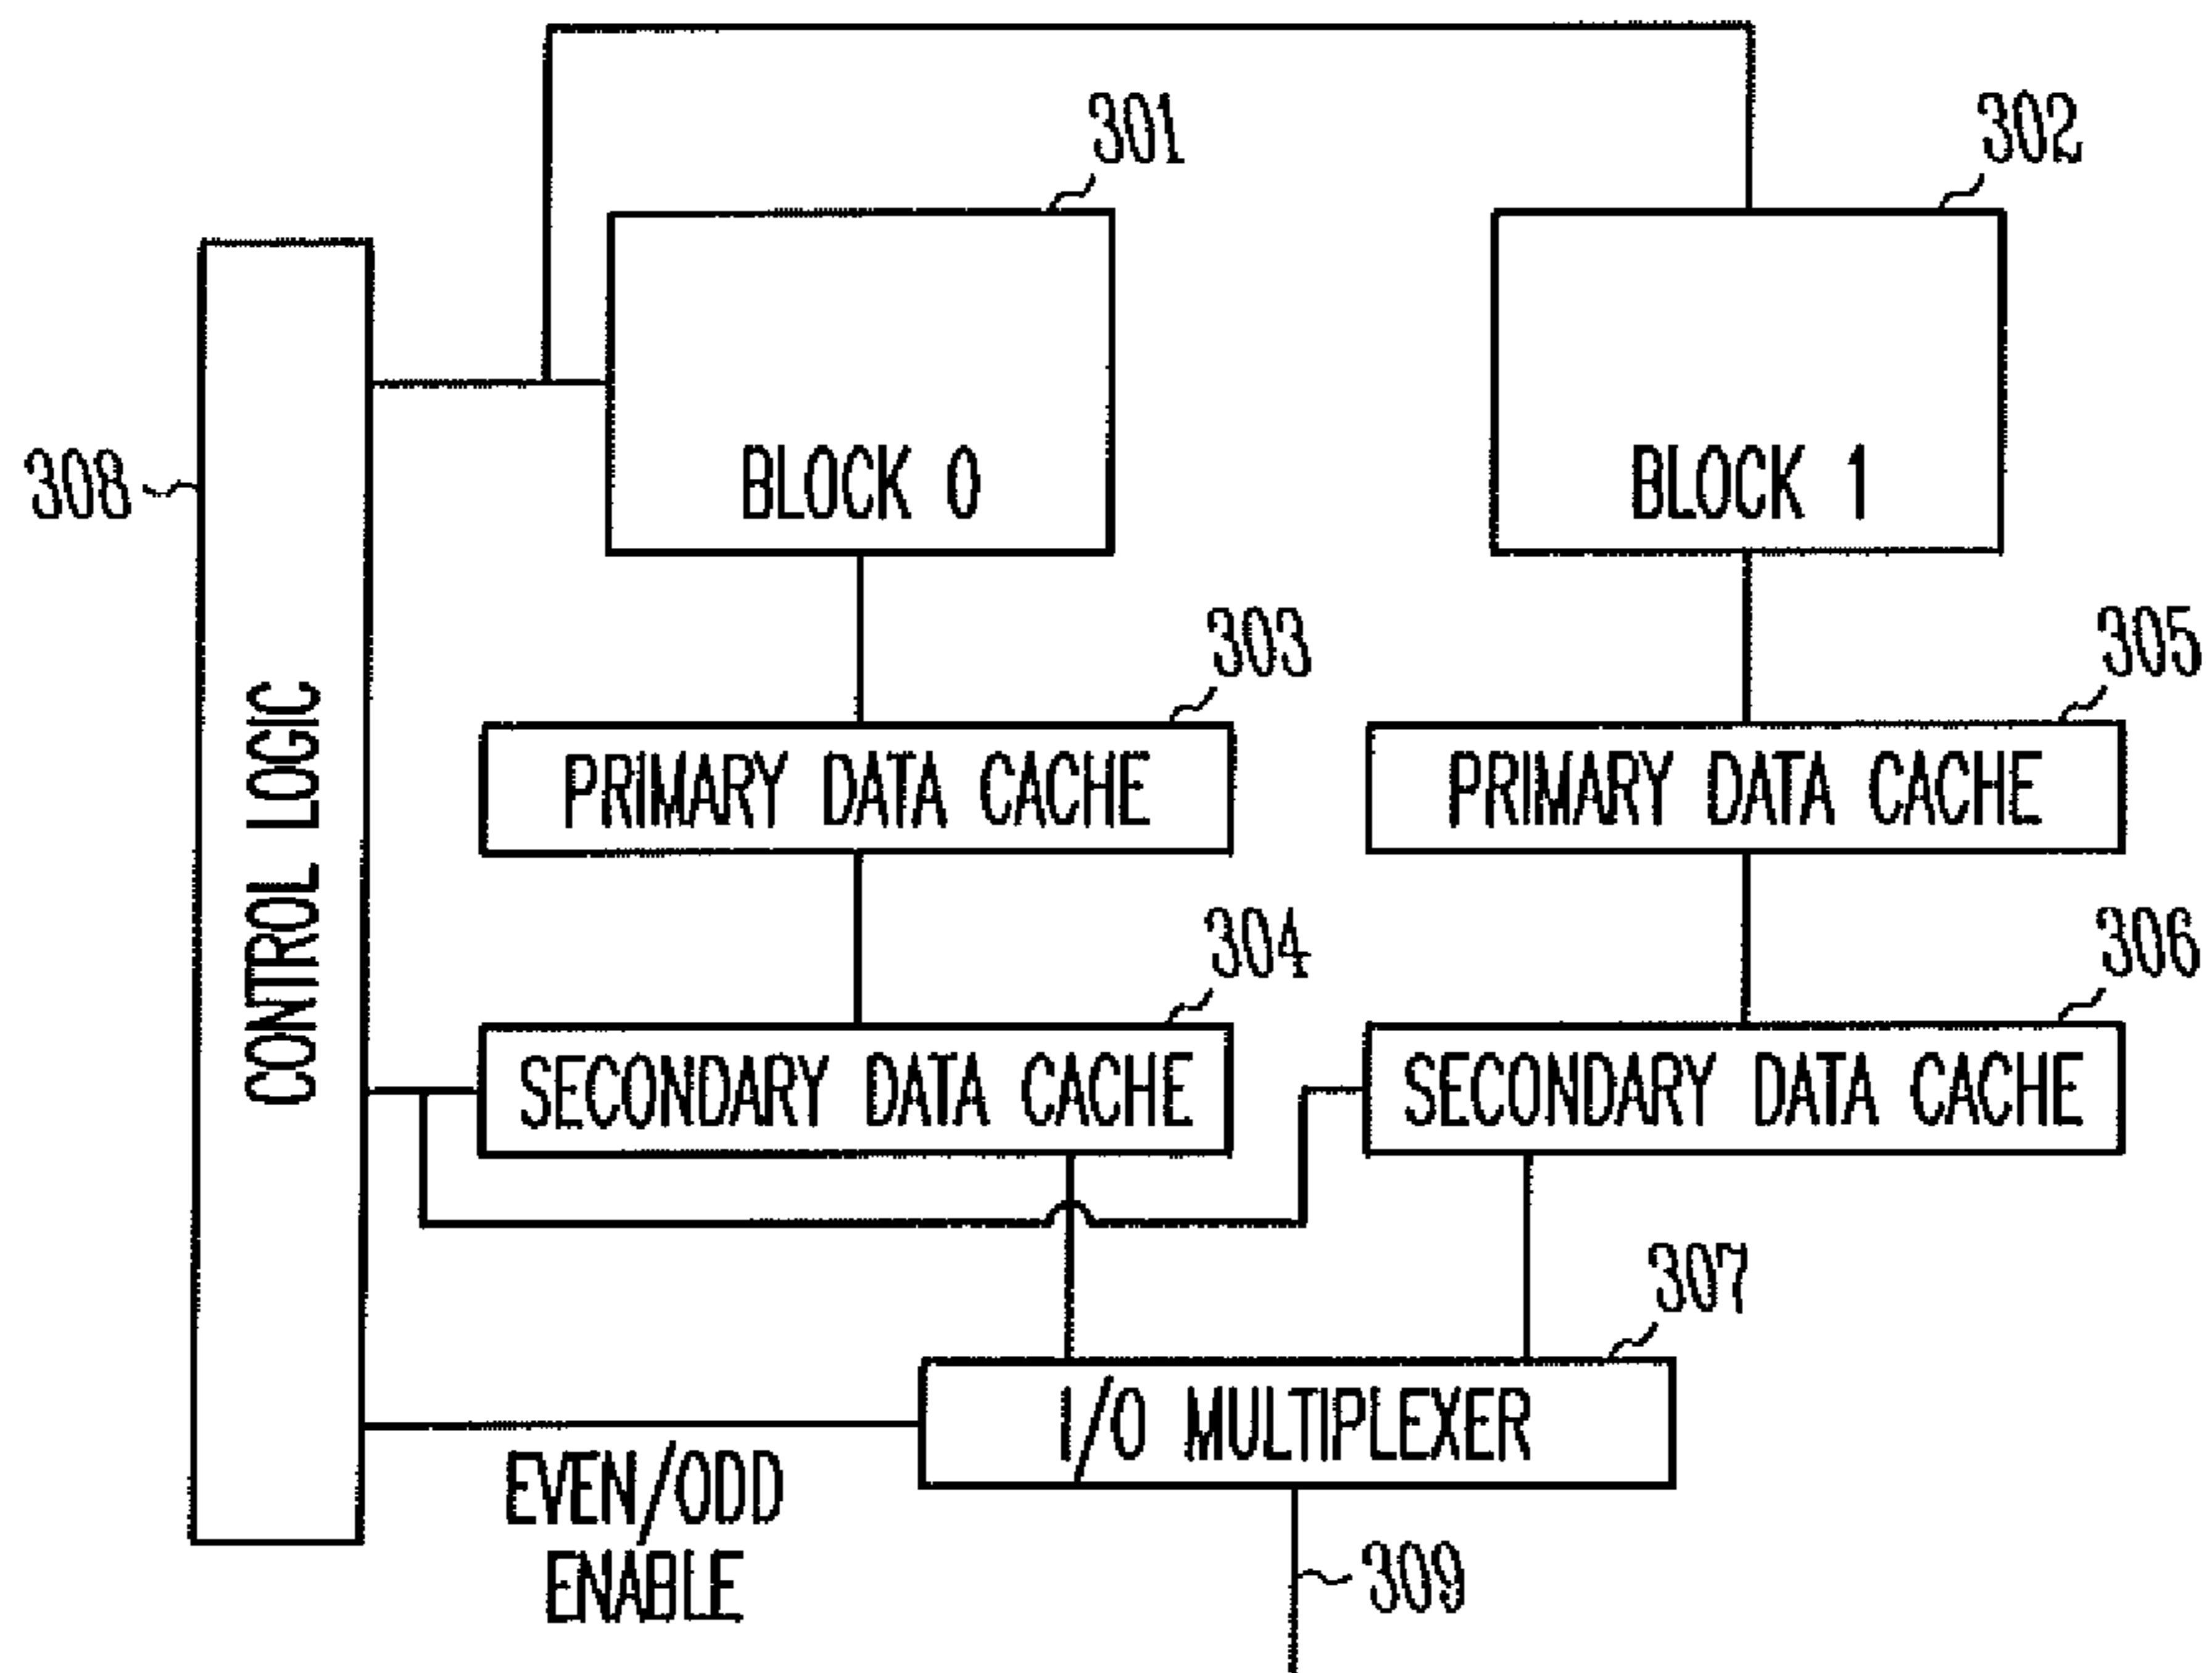 301
302
308
BLOCK 0
BLOCK 1
303
305
CONTROL LOGIC
PRIMARY DATA CACHE
PRIMARY DATA CACHE
304
306
SECONDARY DATA CACHE
SECONDARY DATA CACHE
307
I/O MULTIPLEXER
EVEN/ODD
ENABLE
309